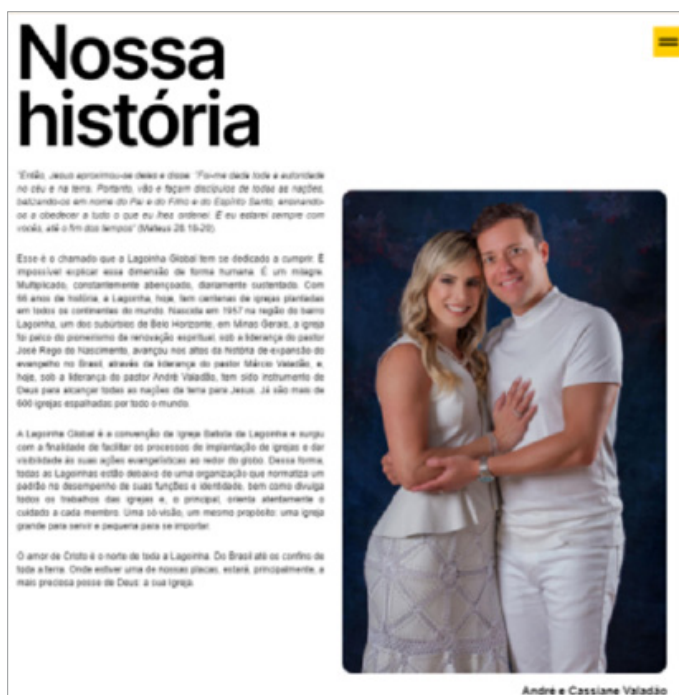 Nossa
história
"Então, Jesus aproximou-se deles e disse: "Foi-me dada toda a autoridade
no céu e na terra. Portanto, vão e façam discípulos de todas as nações,
batizando-os em nome do Pai e do Filho e do Espírito Santo, ensinando-
os a obedecer a tudo o que eu lhes ordenei. E eu estarei sempre com
vocês, até o fim dos tempos" (Mateus 28.18-20).
Esse é o chamado que a Lagoinha Global tem se dedicado a cumprir. É
impossível explicar essa dimensão de forma humana. É um milagre.
Multiplicado, constantemente abençoado, diariamente sustentado. Com
66 anos de história, a Lagoinha, hoje, tem centenas de igrejas plantadas
em todos os continentes do mundo. Nascida em 1957 na região do bairro
Lagoinha, um dos subúrbios de Belo Horizonte, em Minas Gerais, a igreja
foi palco do pioneirismo da renovação espiritual, sob a liderança do pastor
José Rego do Nascimento, avançou nos altos da história de expansão do
evangelho no Brasil, através da liderança do pastor Márcio Valadão, e,
hoje, sob a liderança do pastor André Valadão, tem sido instrumento de
Deus para alcançar todas as nações da terra para Jesus. Já são mais de
600 igrejas espalhadas por todo o mundo.
A Lagoinha Global é a convenção da Igreja Batista da Lagoinha e surgiu
com a finalidade de facilitar os processos de implantação de igrejas e dar
visibilidade às suas ações evangelísticas ao redor do globo. Dessa forma,
todas as Lagoinhas estão debaixo de uma organização que normatiza um
padrão no desempenho de suas funções e identidade, bem como divulga
todos os trabalhos das igrejas e, o principal, orienta atentamente o
cuidado a cada membro. Uma só visão, um mesmo propósito: uma igreja
grande para servir e pequena para se importar.
O amor de Cristo é o norte de toda a Lagoinha. Do Brasil até os confins de
toda a terra. Onde estiver uma de nossas placas, estará, principalmente, a
mais preciosa posse de Deus: a sua Igreja.
André e Cassiane Valadão